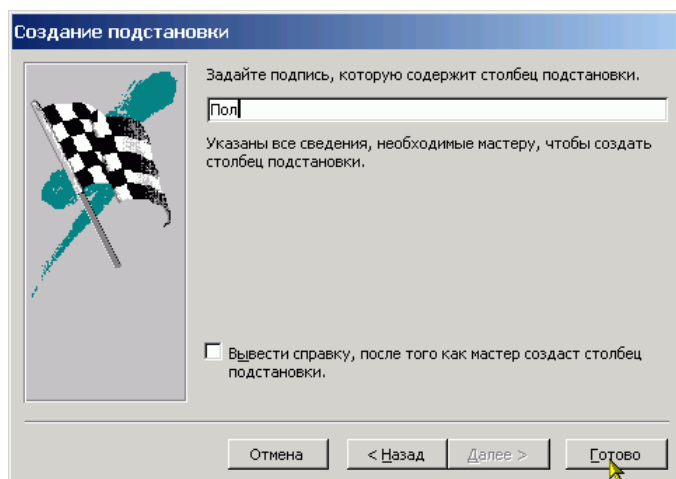 Создание подстановки
Задайте подпись, которую содержит столбец подстановки.
Пол
Указаны все сведения, необходимые мастеру, чтобы создать
столбец подстановки.
Вывести справку, после того как мастер создаст столбец
подстановки.
Отмена < Назад Далее > Готово